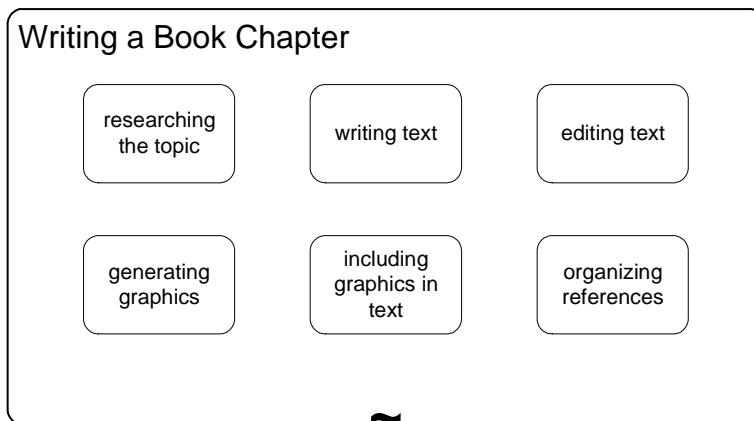 Writing a Book Chapter
researching
the topic
writing text
editing text
generating
graphics
including
graphics in
text
organizing
references
~